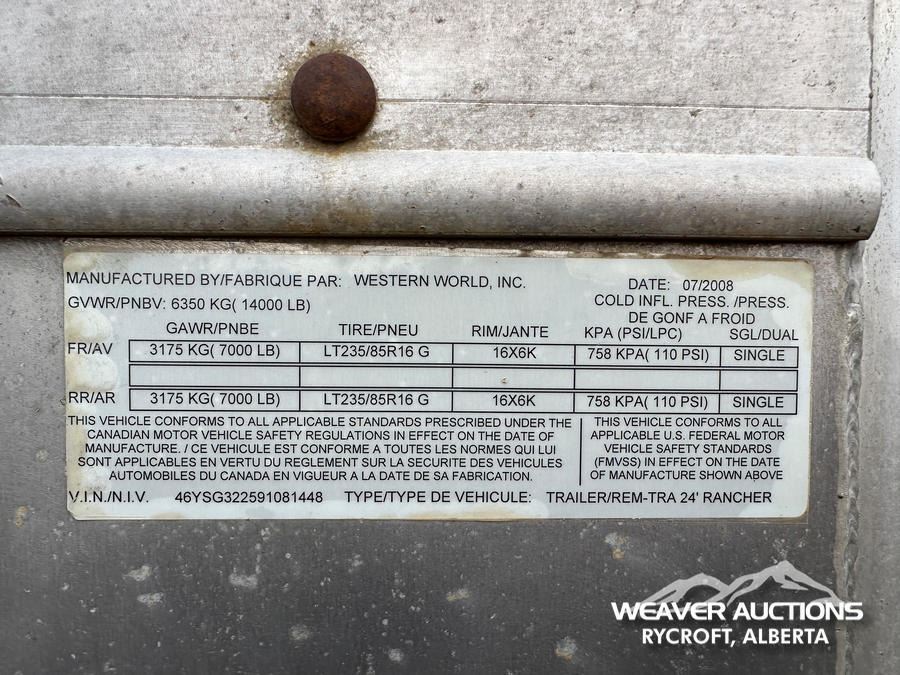 MANUFACTURED BY/FABRIQUE PAR: WESTERN WORLD, INC. DATE: 07/2008
GVWR/PNBV: 6350 KG( 14000 LB) COLD INFL. PRESS. /PRESS.
DE GONF A FROID
GAWR/PNBE TIRE/PNEU RIM/JANTE KPA (PSI/LPC) SGL/DUAL
FR/AV 3175 KG( 7000 LB) LT235/85R16 G 16X6K 758 KPA( 110 PSI) SINGLE
RR/AR 3175 KG( 7000 LB) LT235/85R16 G 16X6K 758 KPA( 110 PSI) SINGLE
THIS VEHICLE CONFORMS TO ALL APPLICABLE STANDARDS PRESCRIBED UNDER THE
CANADIAN MOTOR VEHICLE SAFETY REGULATIONS IN EFFECT ON THE DATE OF
MANUFACTURE. / CE VEHICULE EST CONFORME A TOUTES LES NORMES QUI LUI
SONT APPLICABLES EN VERTU DU REGLEMENT SUR LA SECURITE DES VEHICULES
AUTOMOBILES DU CANADA EN VIGUEUR A LA DATE DE SA FABRICATION.
THIS VEHICLE CONFORMS TO ALL
APPLICABLE U.S. FEDERAL MOTOR
VEHICLE SAFETY STANDARDS
(FMVSS) IN EFFECT ON THE DATE
OF MANUFACTURE SHOWN ABOVE
V.I.N./N.I.V. 46YSG322591081448 TYPE/TYPE DE VEHICULE: TRAILER/REM-TRA 24' RANCHER
WEAVER AUCTIONS
RYCROFT, ALBERTA